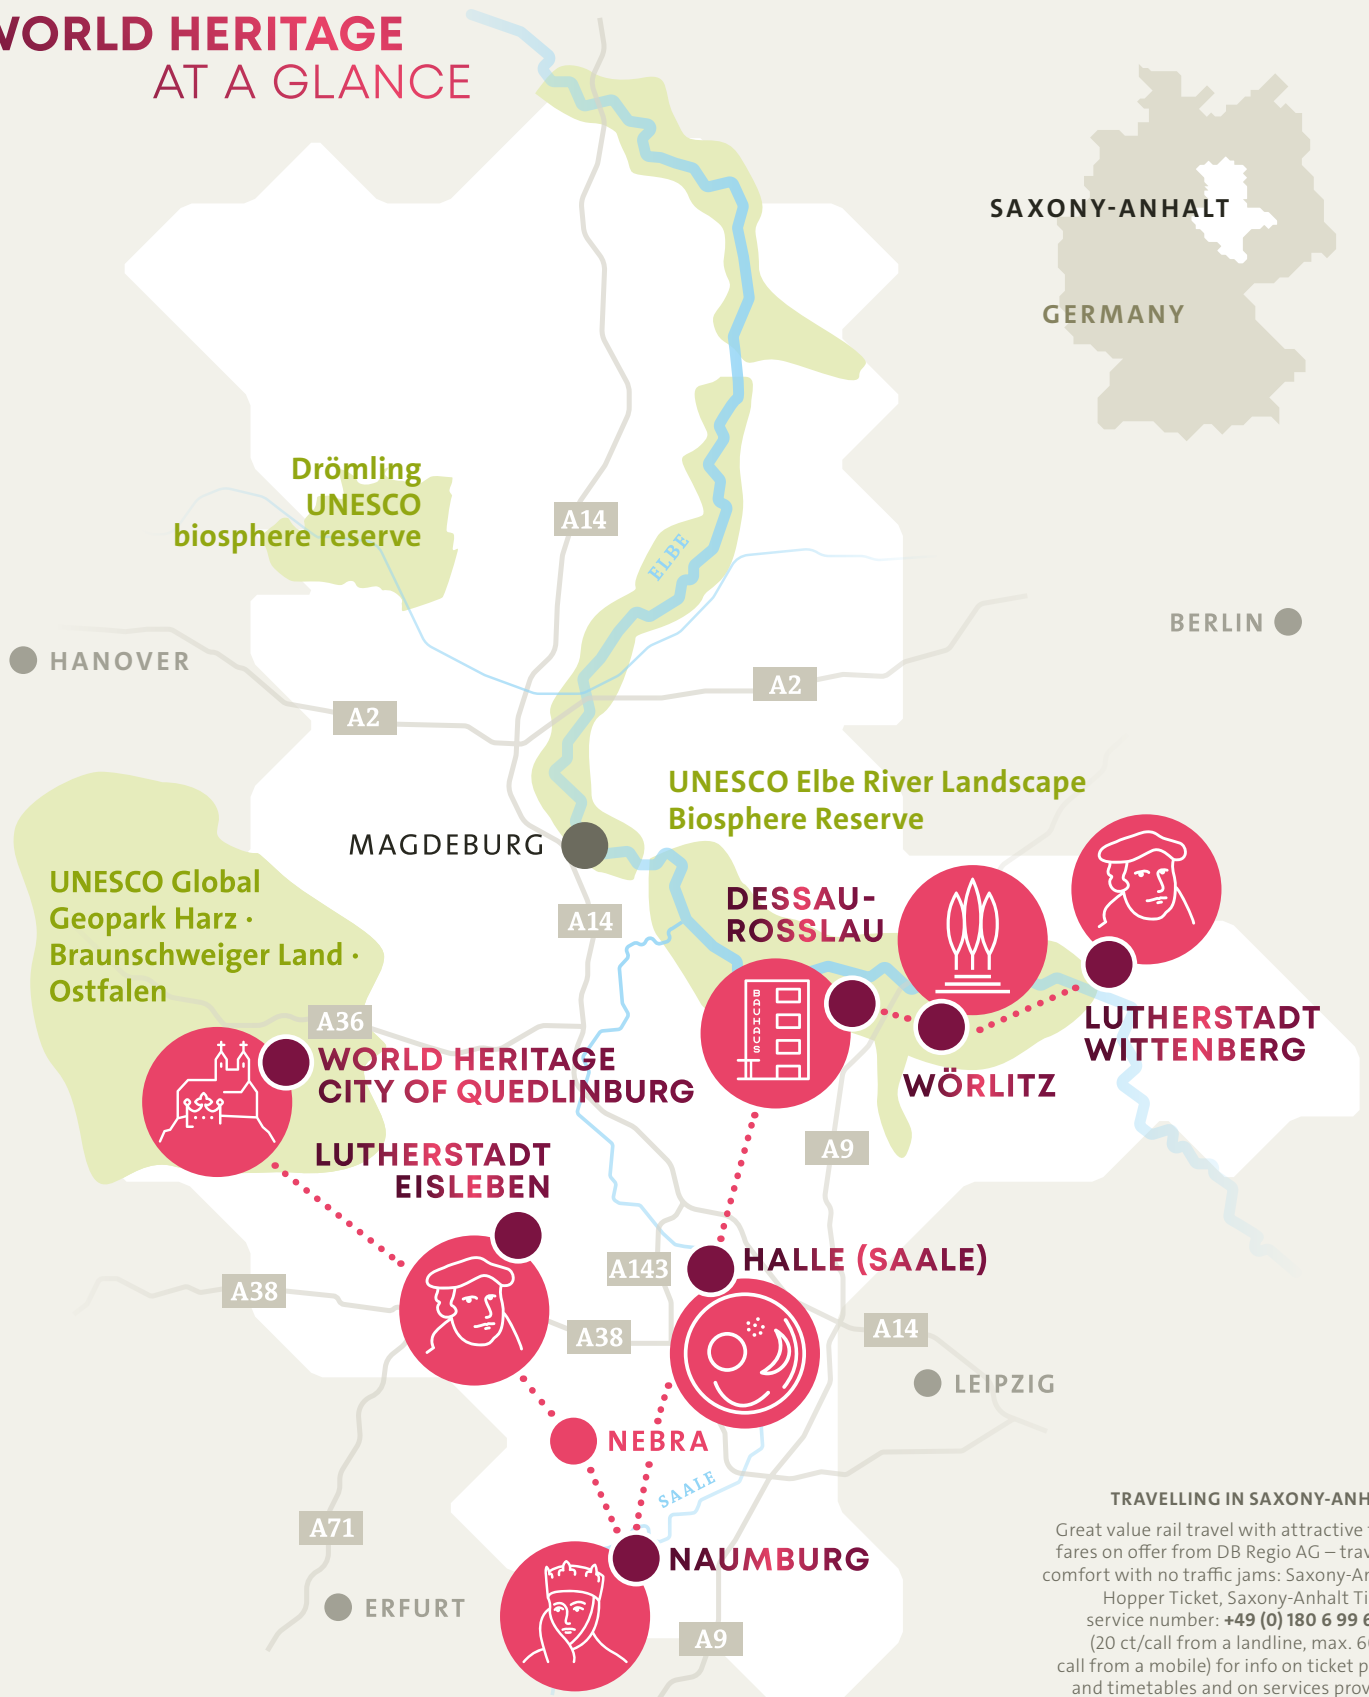 WORLD HERITAGE
AT A GLANCE
SAXONY-ANHALT
GERMANY
Drömling
UNESCO
biosphere reserve
A14
ELBE
BERLIN
HANOVER
A2
A2
UNESCO Elbe River Landscape
Biosphere Reserve
MAGDEBURG
UNESCO Global
Geopark Harz ·
Braunschweiger Land ·
Ostfalen
DESSAU-
ROSSLAU
A14
BAUHAUS
A36
LUTHERSTADT
WITTENBERG
WORLD HERITAGE
CITY OF QUEDLINBURG
WÖRLITZ
LUTHERSTADT
EISLEBEN
A9
HALLE (SAALE)
A143
A38
A38
A14
LEIPZIG
NEBRA
SAALE
A71
NAUMBURG
ERFURT
A9
TRAVELLING IN SAXONY-ANH
Great value rail travel with attractive
fares on offer from DB Regio AG – trav
comfort with no traffic jams: Saxony-An
Hopper Ticket, Saxony-Anhalt Ti
service number: +49 (0) 180 6 99 6
(20 ct/call from a landline, max. 6
call from a mobile) for info on ticket p
and timetables and on services prov